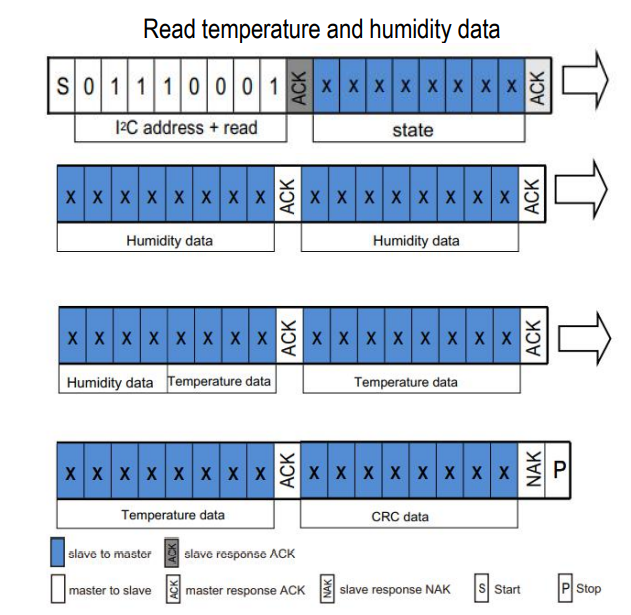 Read temperature and humidity data
S 0 1 1 1 0 0 0 1 ACK X X X X X X X X ACK
I²C address + read state
X X X X X X X X ACK X X X X X X X X ACK
Humidity data Humidity data
X X X X X X X X ACK X X X X X X X X ACK
Humidity data Temperature data Temperature data
X X X X X X X X ACK X X X X X X X X NAK P
Temperature data CRC data
slave to master ACK slave response ACK
master to slave ACK master response ACK NAK slave response NAK S Start P Stop